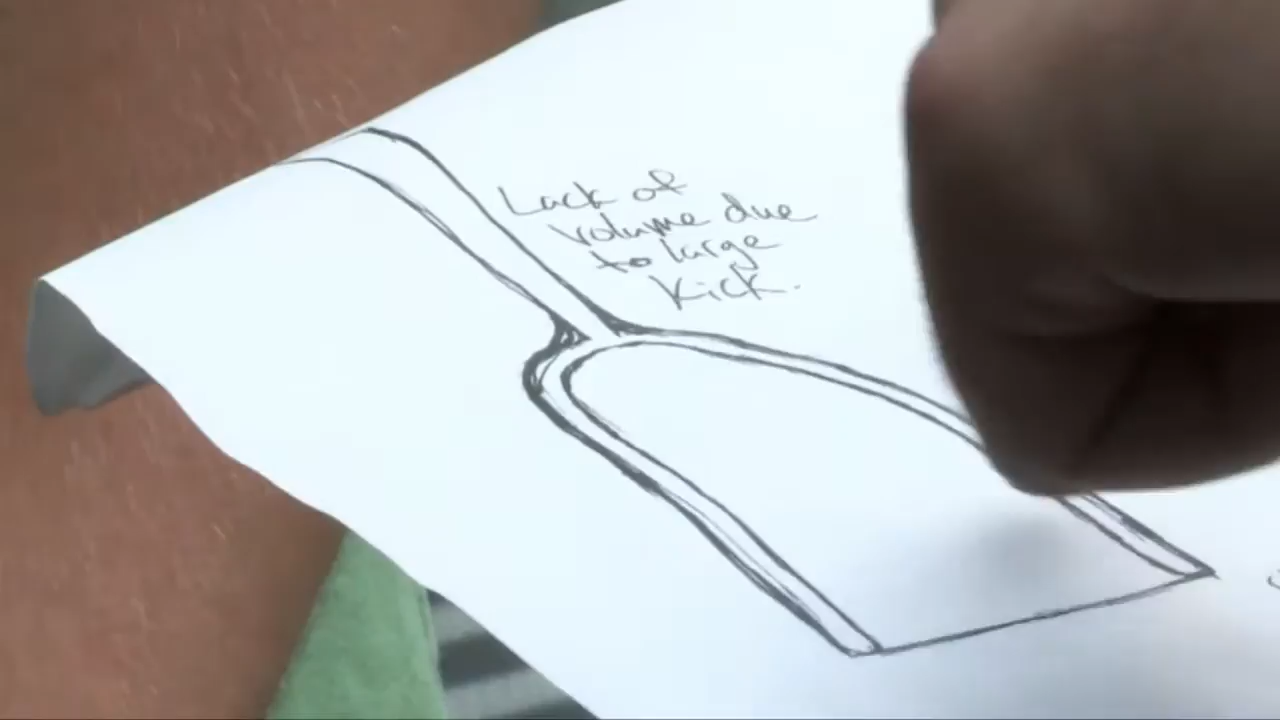 Lack of
volume due
to large
kick.